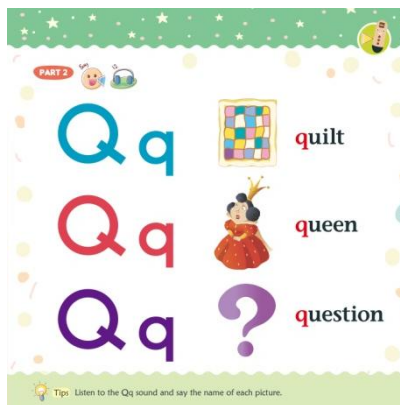 PART 2
Say
Qq
quilt
Qq
queen
Qq
question
Tips Listen to the Qq sound and say the name of each picture.